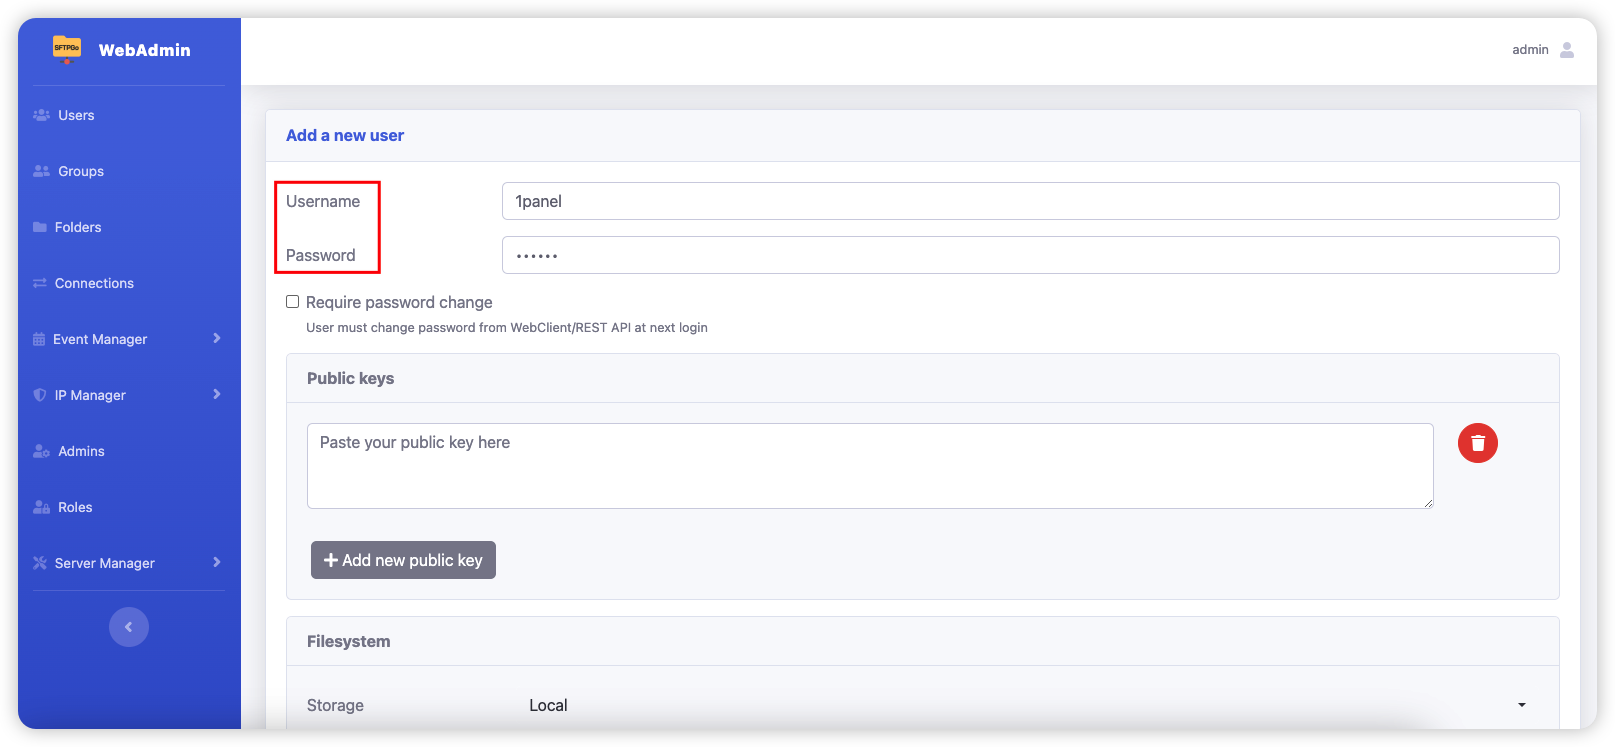 SFTPGo
WebAdmin
admin
Users
Groups
Folders
Connections
Event Manager
IP Manager
Admins
Roles
Server Manager
Add a new user
Username
1panel
Password
••••••
Require password change
User must change password from WebClient/REST API at next login
Public keys
Paste your public key here
Add new public key
Filesystem
Storage
Local